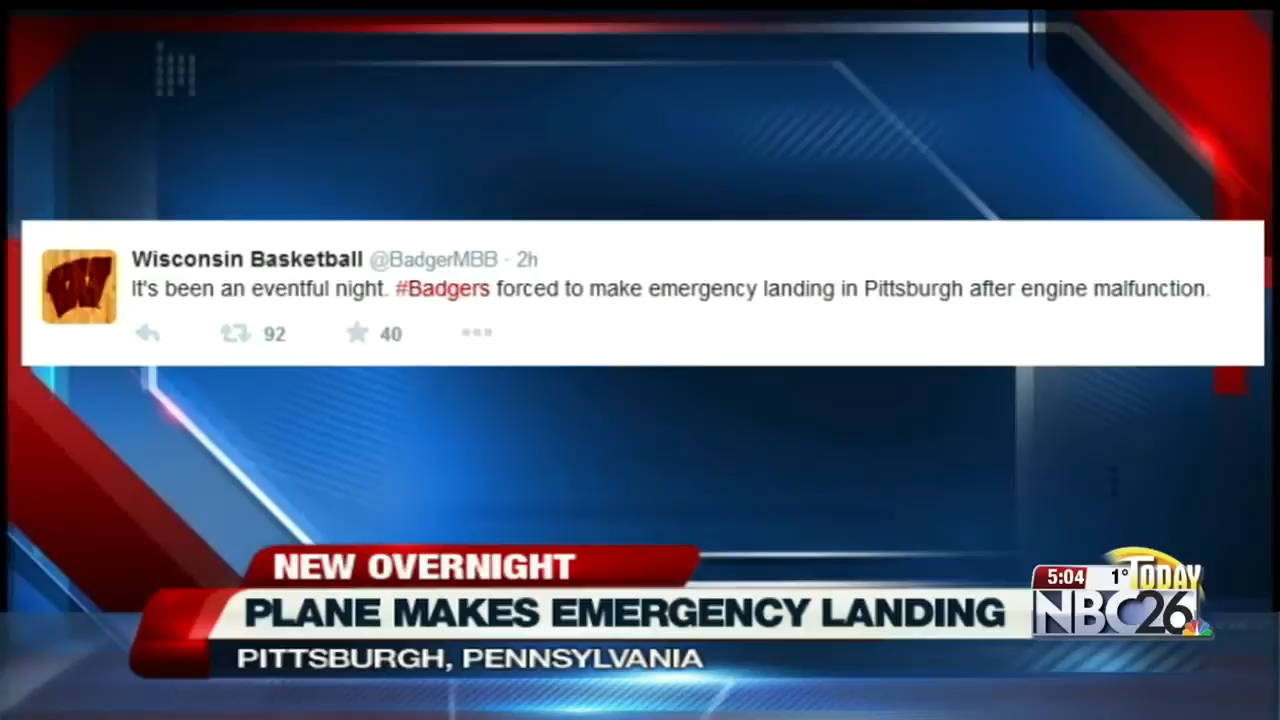 Wisconsin Basketball @BadgerMBB · 2h
It's been an eventful night. #Badgers forced to make emergency landing in Pittsburgh after engine malfunction.
92 40
NEW OVERNIGHT
PLANE MAKES EMERGENCY LANDING
PITTSBURGH, PENNSYLVANIA
5:04 1° TODAY
NBC26